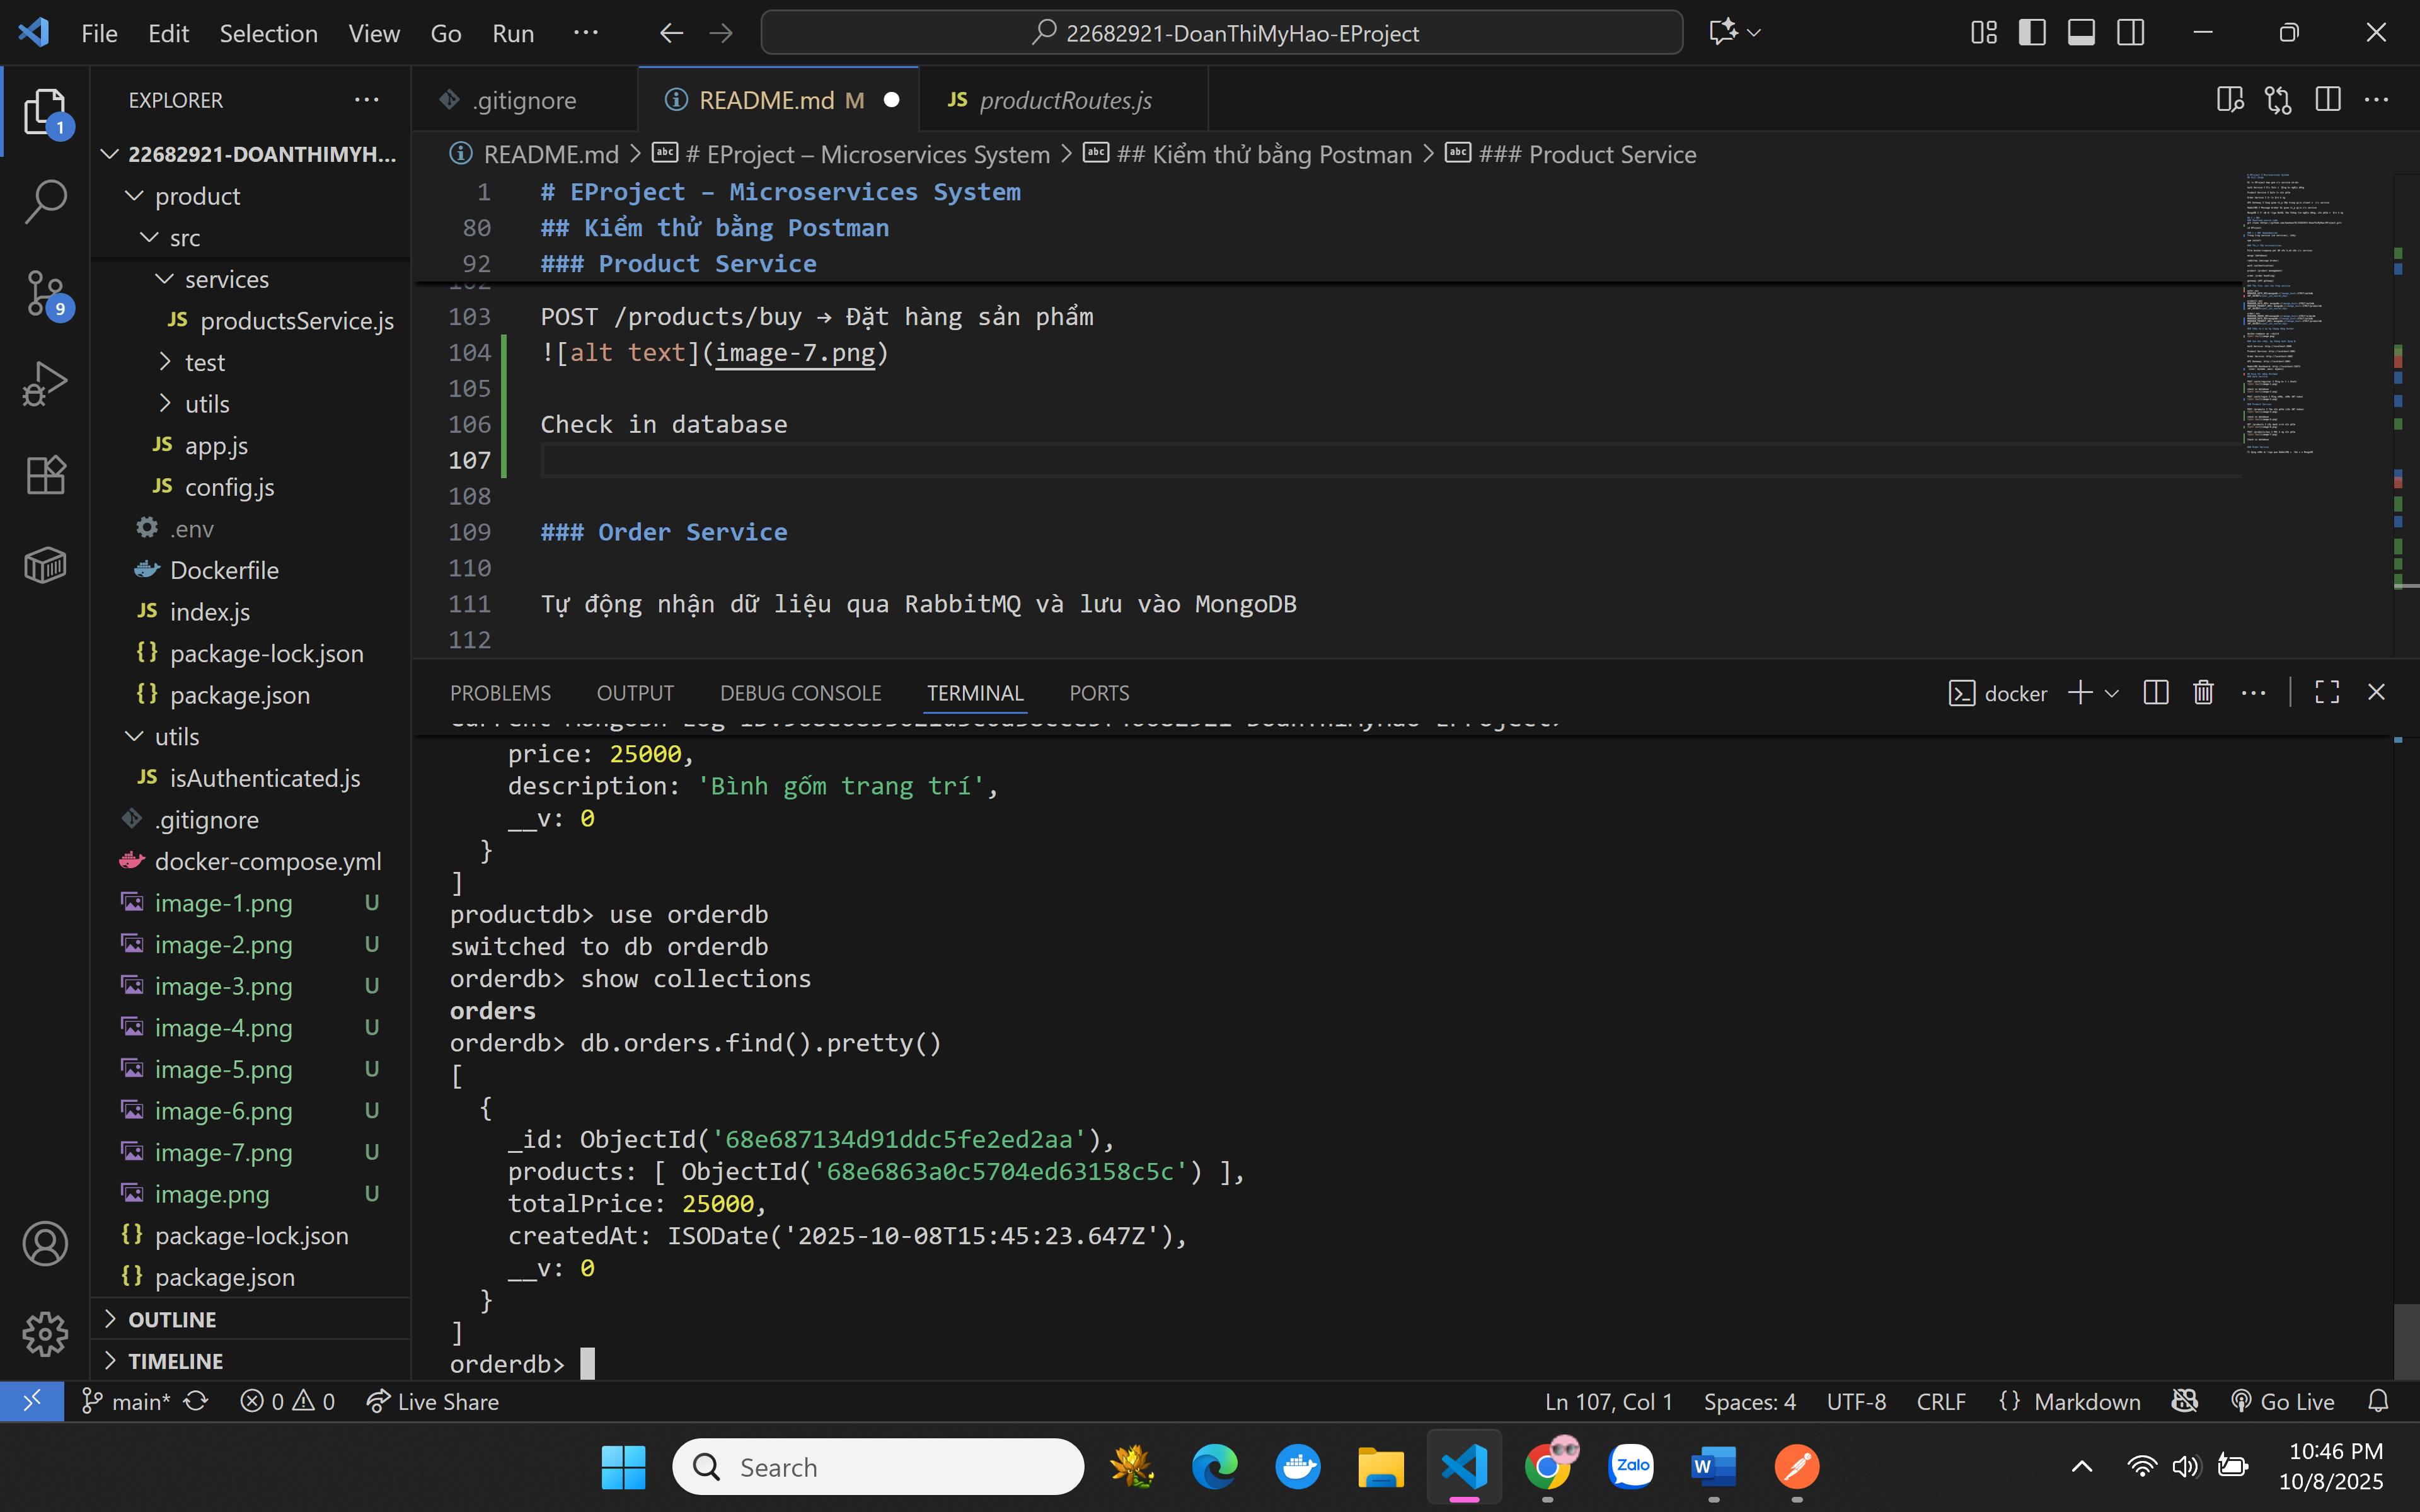 File Edit Selection View Go Run ...
22682921-DoanThiMyHao-EProject
EXPLORER
1
9
22682921-DOANTHIMYH...
product
src
services
JS productsService.js
test
utils
JS app.js
JS config.js
.env
Dockerfile
JS index.js
{} package-lock.json
{} package.json
utils
JS isAuthenticated.js
.gitignore
docker-compose.yml
image-1.png U
image-2.png U
image-3.png U
image-4.png U
image-5.png U
image-6.png U
image-7.png U
image.png U
{} package-lock.json
{} package.json
OUTLINE
TIMELINE
.gitignore
README.md M
JS productRoutes.js
README.md > # EProject – Microservices System > ## Kiểm thử bằng Postman > ### Product Service
1 # EProject – Microservices System
80 ## Kiểm thử bằng Postman
92 ### Product Service
103 POST /products/buy → Đặt hàng sản phẩm
104 ![alt text](image-7.png)
105
106 Check in database
107
108
109 ### Order Service
110
111 Tự động nhận dữ liệu qua RabbitMQ và lưu vào MongoDB
112
PROBLEMS OUTPUT DEBUG CONSOLE TERMINAL PORTS
docker
price: 25000,
description: 'Bình gốm trang trí',
__v: 0
}
]
productdb> use orderdb
switched to db orderdb
orderdb> show collections
orders
orderdb> db.orders.find().pretty()
[
{
_id: ObjectId('68e687134d91ddc5fe2ed2aa'),
products: [ ObjectId('68e6863a0c5704ed63158c5c') ],
totalPrice: 25000,
createdAt: ISODate('2025-10-08T15:45:23.647Z'),
__v: 0
}
]
orderdb>
main* 0 0 Live Share
Ln 107, Col 1 Spaces: 4 UTF-8 CRLF {} Markdown Go Live
Search
Zalo
W
10:46 PM
10/8/2025